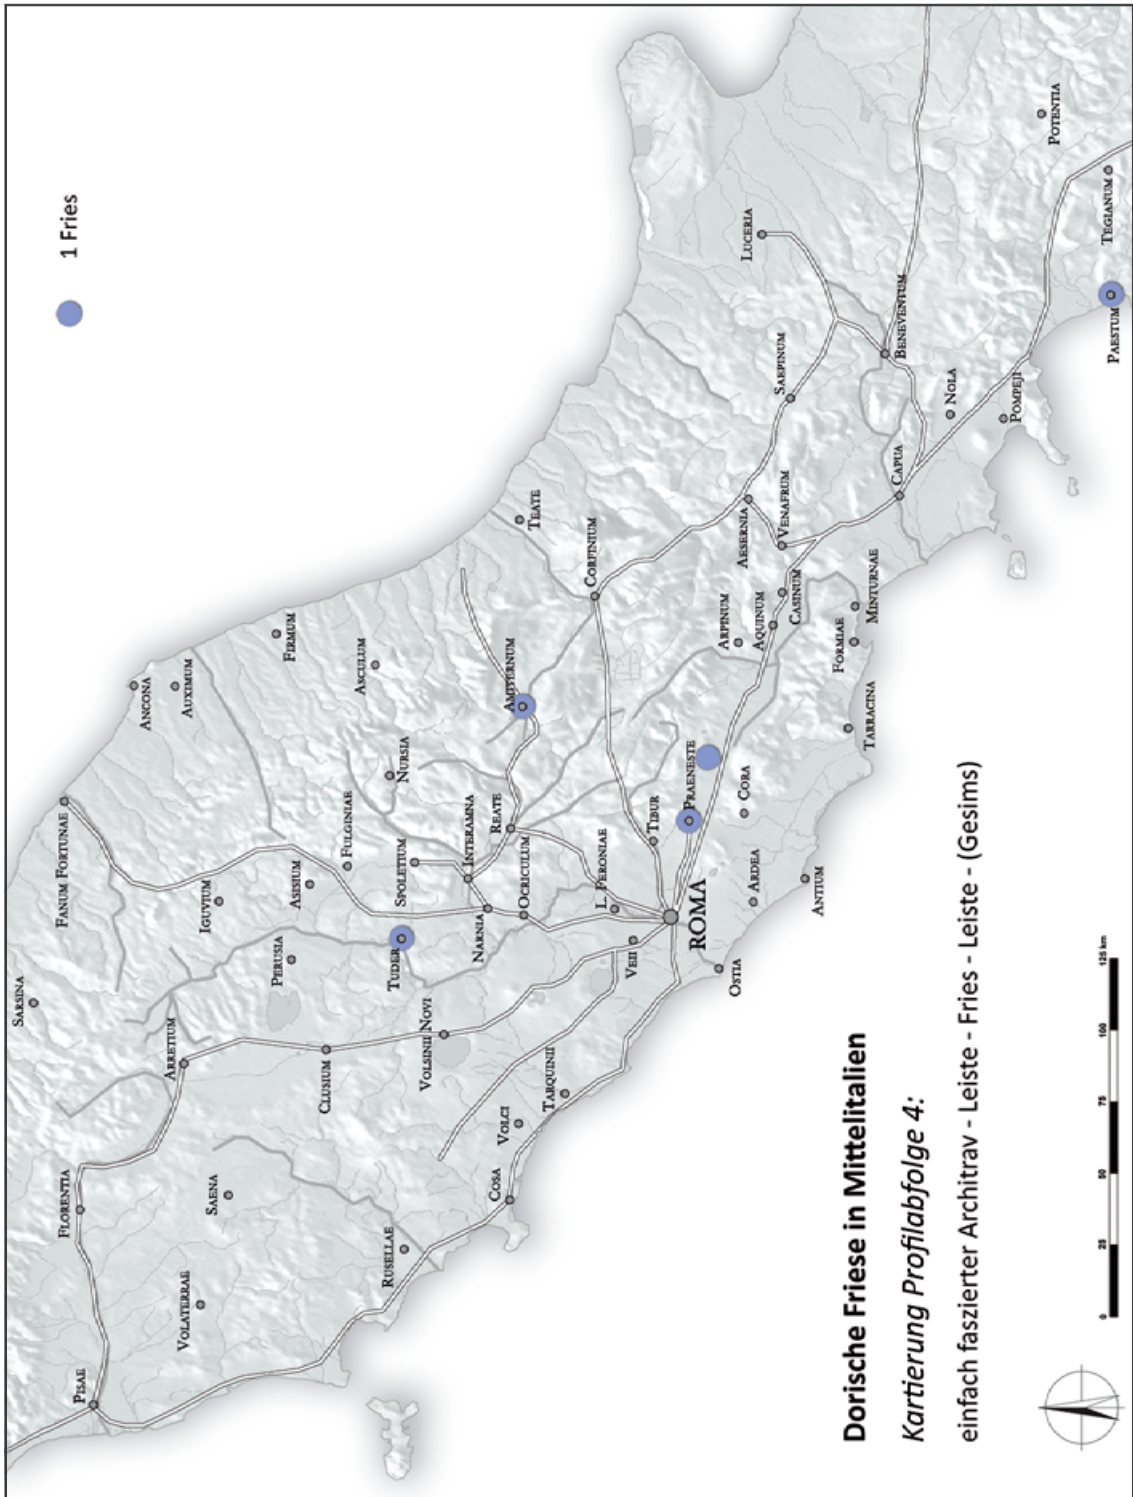 1 Fries
SARSINA
FANUM FORTUNAE
ANCONA
AUXIMUM
FIRMUM
ASCULUM
PISAE
FLORENTIA
ARRETIUM
IGUVIUM
VOLATERRAE
SAENA
PERUSIA
ASISIUM
FULGINIAE
NURSIA
CLUSIUM
TUDER
SPOLETIUM
RUSELLAE
VOLSINII NOVI
NARNIA
INTERAMNA
REATE
AMITERNUM
TEATE
COSA
VOLCI
TARQUINII
OCRICULUM
L. FERONIAE
CORFINIUM
VEII
TIBUR
ROMA
PRAENESTE
OSTIA
ARDEA
CORA
ANTIUM
ARPINUM
AQUINUM
CASINUM
AESERNIA
VENAFRUM
SAEPINUM
LUCERIA
TARRACINA
FORMIAE
MINTURNAE
CAPUA
BENEVENTUM
NOLA
POMPEJI
POTENTIA
TEGIANUM
PAESTUM
Dorische Friese in Mittelitalien
Kartierung Profilabfolge 4:
einfach faszierter Architrav - Leiste - Fries - Leiste - (Gesims)
0 25 50 75 100 125 km